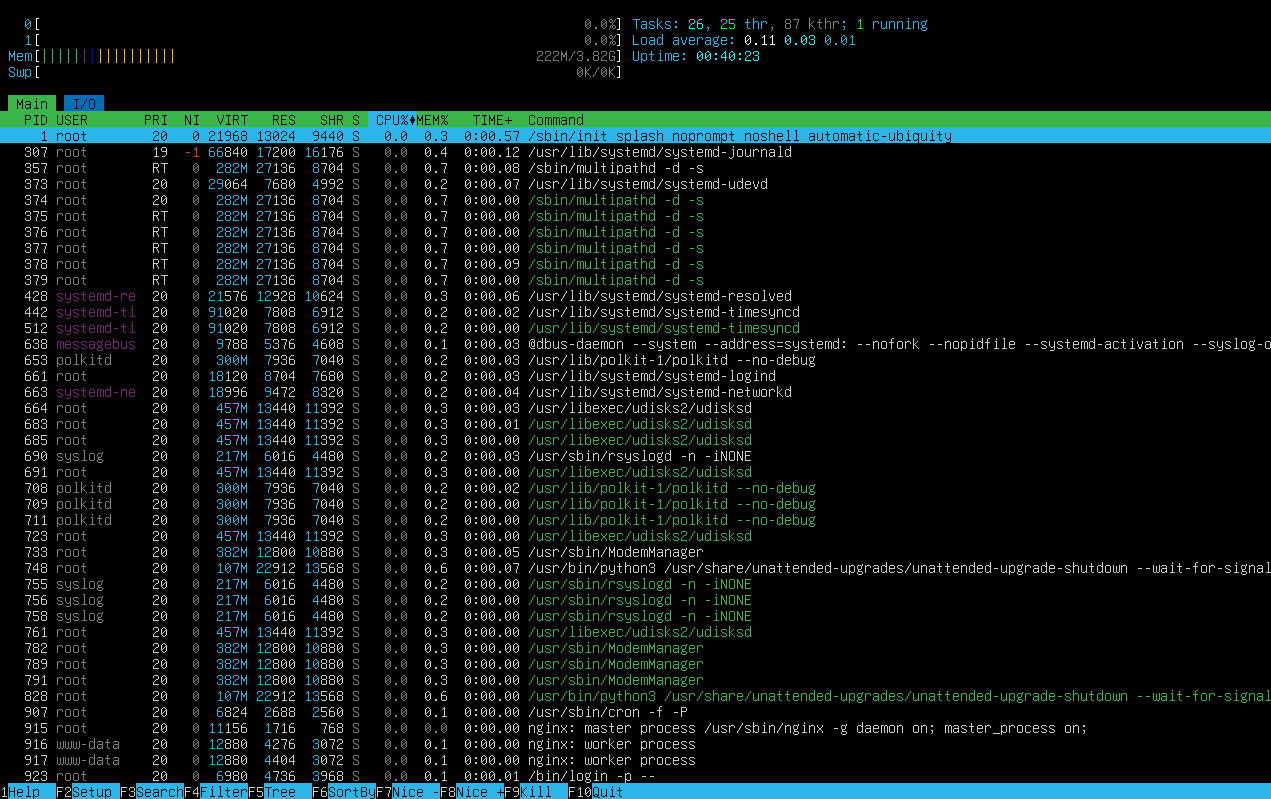 0[ 0.0%] Tasks: 26, 25 thr, 87 kthr; 1 running
1[ 0.0%] Load average: 0.11 0.03 0.01
Mem[|||||||||||||||||| 222M/3.82G] Uptime: 00:40:23
Swp[ 0K/0K]
Main I/O
PID USER PRI NI VIRT RES SHR S CPU%♦MEM% TIME+ Command
1 root 20 0 21968 13024 9440 S 0.0 0.3 0:00.57 /sbin/init splash noprompt noshell automatic-ubiquity
307 root 19 -1 66840 17200 16176 S 0.0 0.4 0:00.12 /usr/lib/systemd/systemd-journald
357 root RT 0 282M 27136 8704 S 0.0 0.7 0:00.08 /sbin/multipathd -d -s
373 root 20 0 29064 7680 4992 S 0.0 0.2 0:00.07 /usr/lib/systemd/systemd-udevd
374 root 20 0 282M 27136 8704 S 0.0 0.7 0:00.00 /sbin/multipathd -d -s
375 root RT 0 282M 27136 8704 S 0.0 0.7 0:00.00 /sbin/multipathd -d -s
376 root RT 0 282M 27136 8704 S 0.0 0.7 0:00.00 /sbin/multipathd -d -s
377 root RT 0 282M 27136 8704 S 0.0 0.7 0:00.00 /sbin/multipathd -d -s
378 root RT 0 282M 27136 8704 S 0.0 0.7 0:00.09 /sbin/multipathd -d -s
379 root RT 0 282M 27136 8704 S 0.0 0.7 0:00.00 /sbin/multipathd -d -s
428 systemd-re 20 0 21576 12928 10624 S 0.0 0.3 0:00.06 /usr/lib/systemd/systemd-resolved
442 systemd-ti 20 0 91020 7808 6912 S 0.0 0.2 0:00.02 /usr/lib/systemd/systemd-timesyncd
512 systemd-ti 20 0 91020 7808 6912 S 0.0 0.2 0:00.00 /usr/lib/systemd/systemd-timesyncd
638 messagebus 20 0 9788 5376 4608 S 0.0 0.1 0:00.03 @dbus-daemon --system --address=systemd: --nofork --nopidfile --systemd-activation --syslog-o
653 polkitd 20 0 300M 7936 7040 S 0.0 0.2 0:00.03 /usr/lib/polkit-1/polkitd --no-debug
661 root 20 0 18120 8704 7680 S 0.0 0.2 0:00.03 /usr/lib/systemd/systemd-logind
663 systemd-ne 20 0 18996 9472 8320 S 0.0 0.2 0:00.04 /usr/lib/systemd/systemd-networkd
664 root 20 0 457M 13440 11392 S 0.0 0.3 0:00.03 /usr/libexec/udisks2/udisksd
683 root 20 0 457M 13440 11392 S 0.0 0.3 0:00.01 /usr/libexec/udisks2/udisksd
685 root 20 0 457M 13440 11392 S 0.0 0.3 0:00.00 /usr/libexec/udisks2/udisksd
690 syslog 20 0 217M 6016 4480 S 0.0 0.2 0:00.03 /usr/sbin/rsyslogd -n -iNONE
691 root 20 0 457M 13440 11392 S 0.0 0.3 0:00.00 /usr/libexec/udisks2/udisksd
708 polkitd 20 0 300M 7936 7040 S 0.0 0.2 0:00.02 /usr/lib/polkit-1/polkitd --no-debug
709 polkitd 20 0 300M 7936 7040 S 0.0 0.2 0:00.00 /usr/lib/polkit-1/polkitd --no-debug
711 polkitd 20 0 300M 7936 7040 S 0.0 0.2 0:00.00 /usr/lib/polkit-1/polkitd --no-debug
723 root 20 0 457M 13440 11392 S 0.0 0.3 0:00.00 /usr/libexec/udisks2/udisksd
733 root 20 0 382M 12800 10880 S 0.0 0.3 0:00.05 /usr/sbin/ModemManager
748 root 20 0 107M 22912 13568 S 0.0 0.6 0:00.07 /usr/bin/python3 /usr/share/unattended-upgrades/unattended-upgrade-shutdown --wait-for-signal
755 syslog 20 0 217M 6016 4480 S 0.0 0.2 0:00.00 /usr/sbin/rsyslogd -n -iNONE
756 syslog 20 0 217M 6016 4480 S 0.0 0.2 0:00.00 /usr/sbin/rsyslogd -n -iNONE
758 syslog 20 0 217M 6016 4480 S 0.0 0.2 0:00.00 /usr/sbin/rsyslogd -n -iNONE
761 root 20 0 457M 13440 11392 S 0.0 0.3 0:00.00 /usr/libexec/udisks2/udisksd
782 root 20 0 382M 12800 10880 S 0.0 0.3 0:00.00 /usr/sbin/ModemManager
789 root 20 0 382M 12800 10880 S 0.0 0.3 0:00.00 /usr/sbin/ModemManager
791 root 20 0 382M 12800 10880 S 0.0 0.3 0:00.00 /usr/sbin/ModemManager
828 root 20 0 107M 22912 13568 S 0.0 0.6 0:00.00 /usr/bin/python3 /usr/share/unattended-upgrades/unattended-upgrade-shutdown --wait-for-signal
907 root 20 0 6824 2688 2560 S 0.0 0.1 0:00.00 /usr/sbin/cron -f -P
915 root 20 0 11156 1716 768 S 0.0 0.0 0:00.00 nginx: master process /usr/sbin/nginx -g daemon on; master_process on;
916 www-data 20 0 12880 4276 3072 S 0.0 0.1 0:00.00 nginx: worker process
917 www-data 20 0 12880 4404 3072 S 0.0 0.1 0:00.00 nginx: worker process
923 root 20 0 6980 4736 3968 S 0.0 0.1 0:00.01 /bin/login -p --
1Help F2Setup F3SearchF4FilterF5Tree F6SortByF7Nice -F8Nice +F9Kill F10Quit